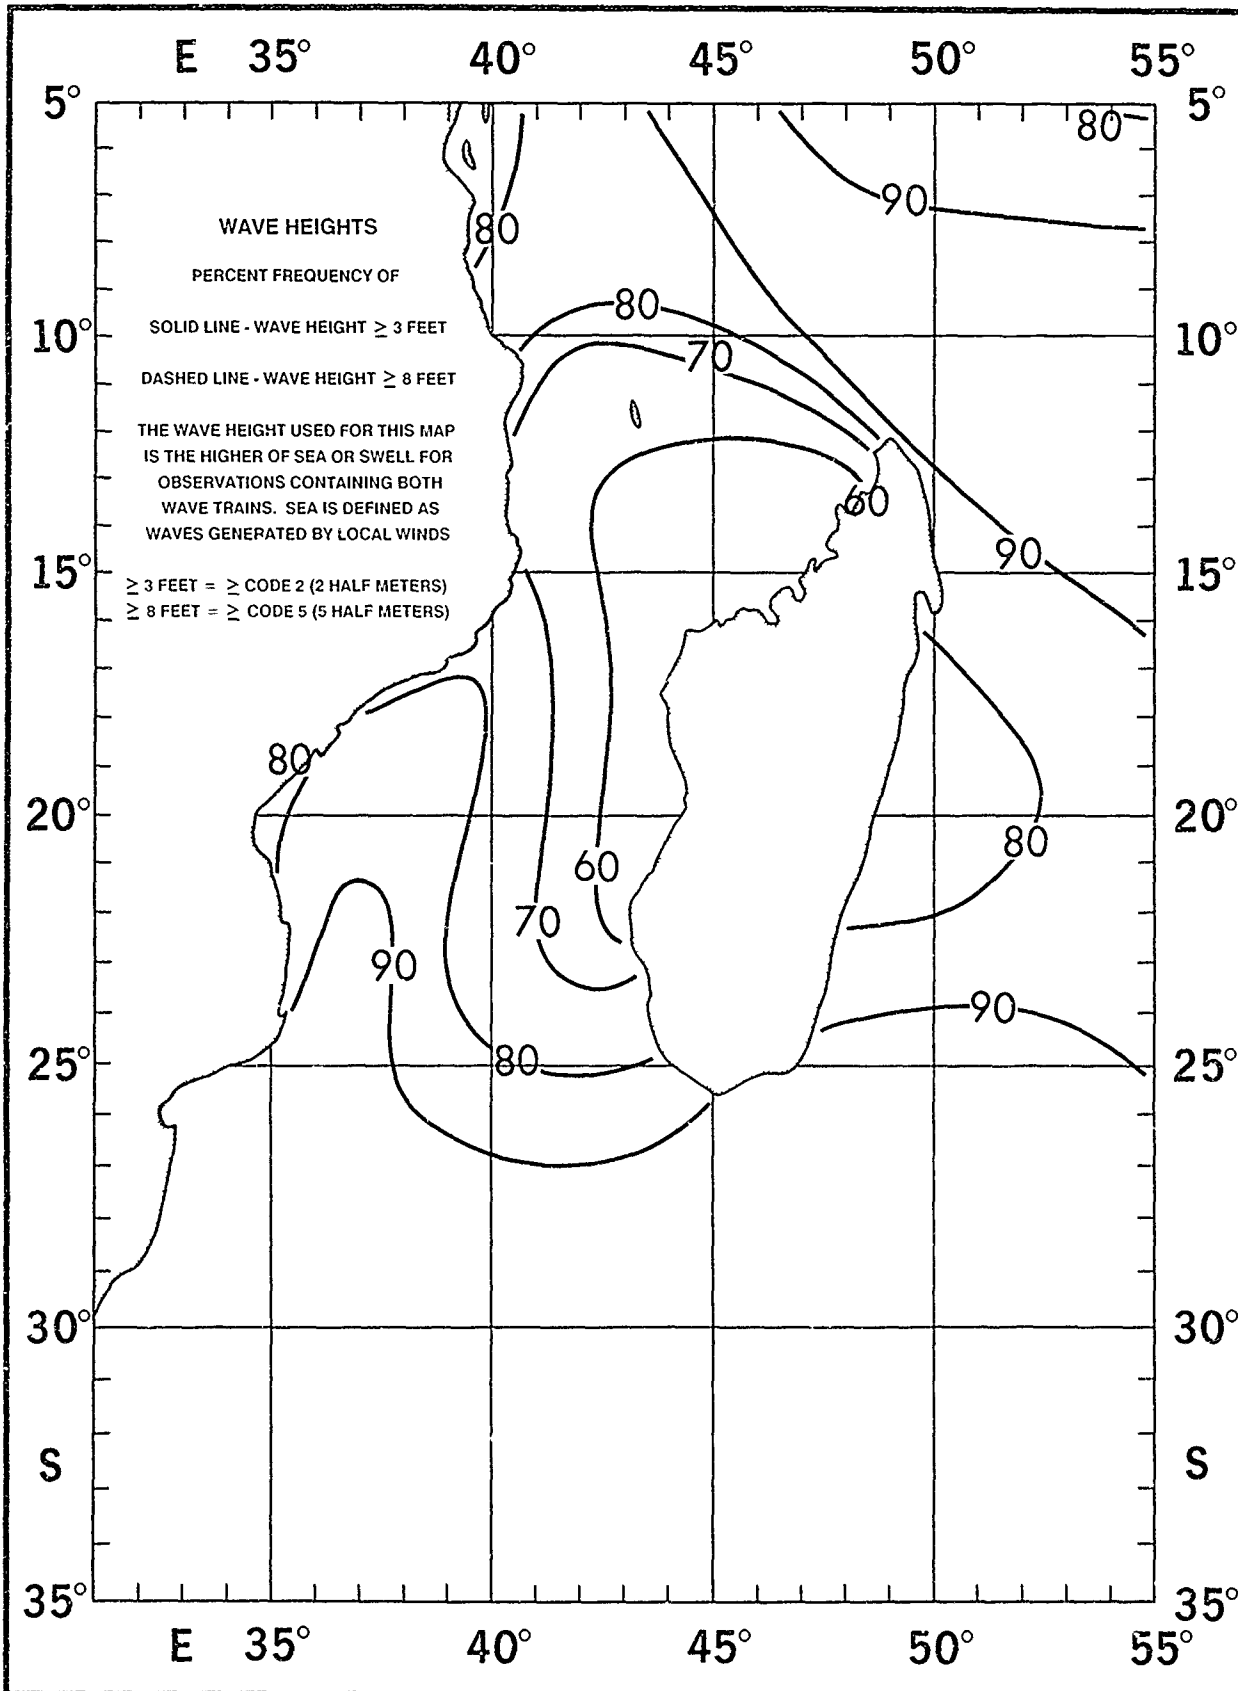 E 35° 40° 45° 50° 55°
5° 5°
80
90
WAVE HEIGHTS
80
PERCENT FREQUENCY OF
80
SOLID LINE - WAVE HEIGHT ≥ 3 FEET
10° 10°
70
DASHED LINE - WAVE HEIGHT ≥ 8 FEET
THE WAVE HEIGHT USED FOR THIS MAP
IS THE HIGHER OF SEA OR SWELL FOR
OBSERVATIONS CONTAINING BOTH
WAVE TRAINS. SEA IS DEFINED AS
WAVES GENERATED BY LOCAL WINDS
60
90
15° 15°
≥ 3 FEET = ≥ CODE 2 (2 HALF METERS)
≥ 8 FEET = ≥ CODE 5 (5 HALF METERS)
80
20° 20°
80
60
70
90
90
80
25° 25°
30° 30°
S S
35° 35°
E 35° 40° 45° 50° 55°